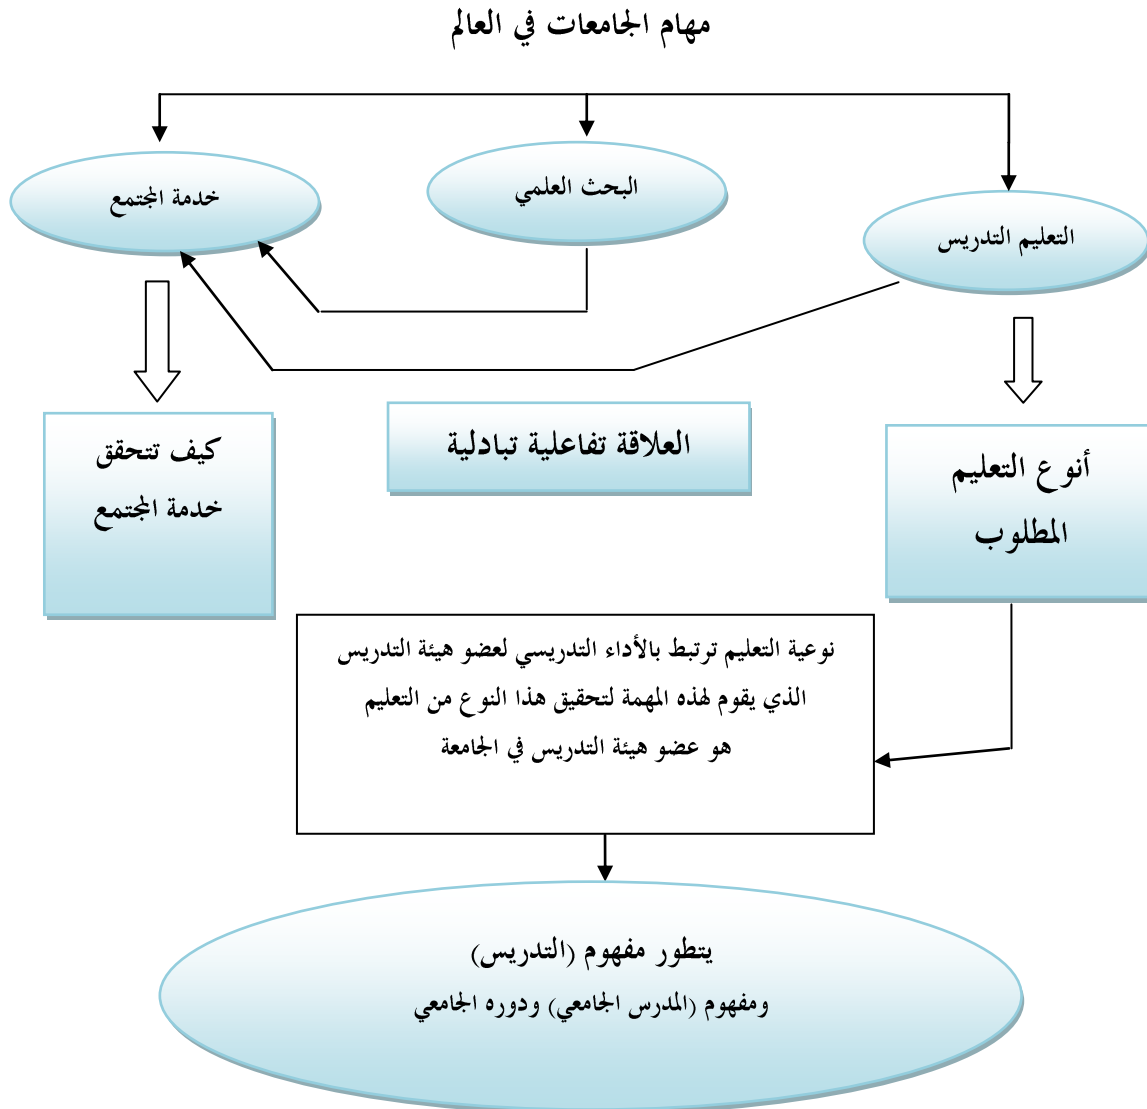 مهام الجامعات في العالم
التعليم التدريس
البحث العلمي
خدمة المجتمع
أنوع التعليم
المطلوب
العلاقة تفاعلية تبادلية
كيف تتحقق
خدمة المجتمع
نوعية التعليم ترتبط بالأداء التدريسي لعضو هيئة التدريس
الذي يقوم لهذه المهمة لتحقيق هذا النوع من التعليم
هو عضو هيئة التدريس في الجامعة
يتطور مفهوم (التدريس)
ومفهوم (المدرس الجامعي) ودوره الجامعي